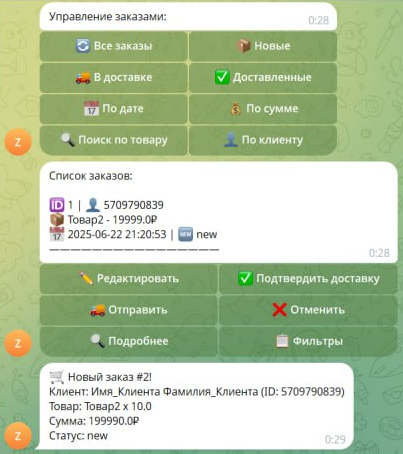 Управление заказами:
0:28
🔄 Все заказы
📦 Новые
🚚 В доставке
✅ Доставленные
📅 По дате
💰 По сумме
🔍 Поиск по товару
👤 По клиенту
Z
Список заказов:
🆔 1 | 👤 5709790839
📦 Товар2 - 19999.0₽
📅 2025-06-22 21:20:53 | 🆕 new
————————————————
0:28
✏️ Редактировать
✅ Подтвердить доставку
🚚 Отправить
❌ Отменить
🔍 Подробнее
📋 Фильтры
Z
🛒 Новый заказ #2!
Клиент: Имя_Клиента Фамилия_Клиента (ID: 5709790839)
Товар: Товар2 x 10.0
Сумма: 199990.0₽
Статус: new
0:29
Z